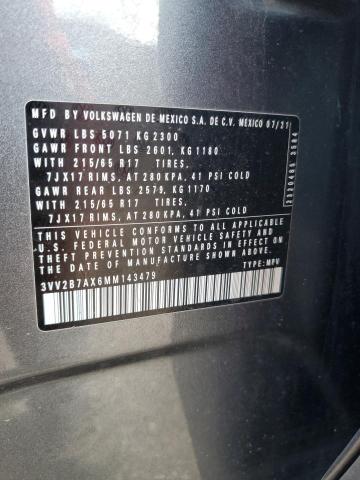 MFD BY VOLKSWAGEN DE MEXICO S.A. DE C.V. MEXICO 07/21
GVWR LBS 5071 KG 2300
GAWR FRONT LBS 2601, KG 1180
WITH 215/65 R17 TIRES,
7JX17 RIMS, AT 280 KPA, 41 PSI COLD
GAWR REAR LBS 2579, KG 1170
WITH 215/65 R17 TIRES,
7JX17 RIMS, AT 280 KPA, 41 PSI COLD
THIS VEHICLE CONFORMS TO ALL APPLICABLE
U.S. FEDERAL MOTOR VEHICLE SAFETY AND
THEFT PREVENTION STANDARDS IN EFFECT ON
THE DATE OF MANUFACTURE SHOWN ABOVE
3VV2B7AX6MM143479 TYPE: MPV